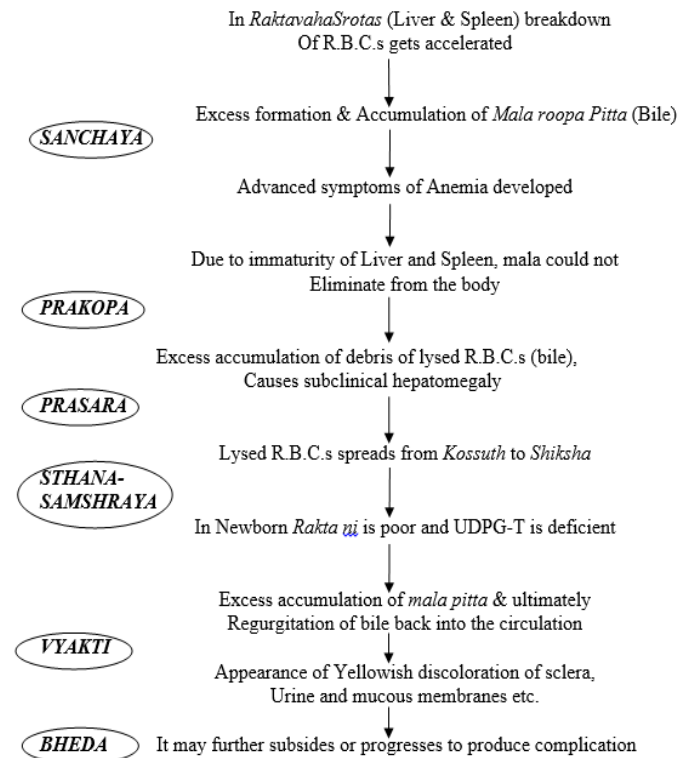 In RaktavahaSrotas (Liver & Spleen) breakdown
Of R.B.C.s gets accelerated
Excess formation & Accumulation of Mala roopa Pitta (Bile)
SANCHAYA
Advanced symptoms of Anemia developed
Due to immaturity of Liver and Spleen, mala could not
Eliminate from the body
PRAKOPA
Excess accumulation of debris of lysed R.B.C.s (bile),
Causes subclinical hepatomegaly
PRASARA
Lysed R.B.C.s spreads from Kossuth to Shiksha
STHANA-
SAMSHRAYA
In Newborn Rakta ni is poor and UDPG-T is deficient
Excess accumulation of mala pitta & ultimately
Regurgitation of bile back into the circulation
VYAKTI
Appearance of Yellowish discoloration of sclera,
Urine and mucous membranes etc.
BHEDA
It may further subsides or progresses to produce complication